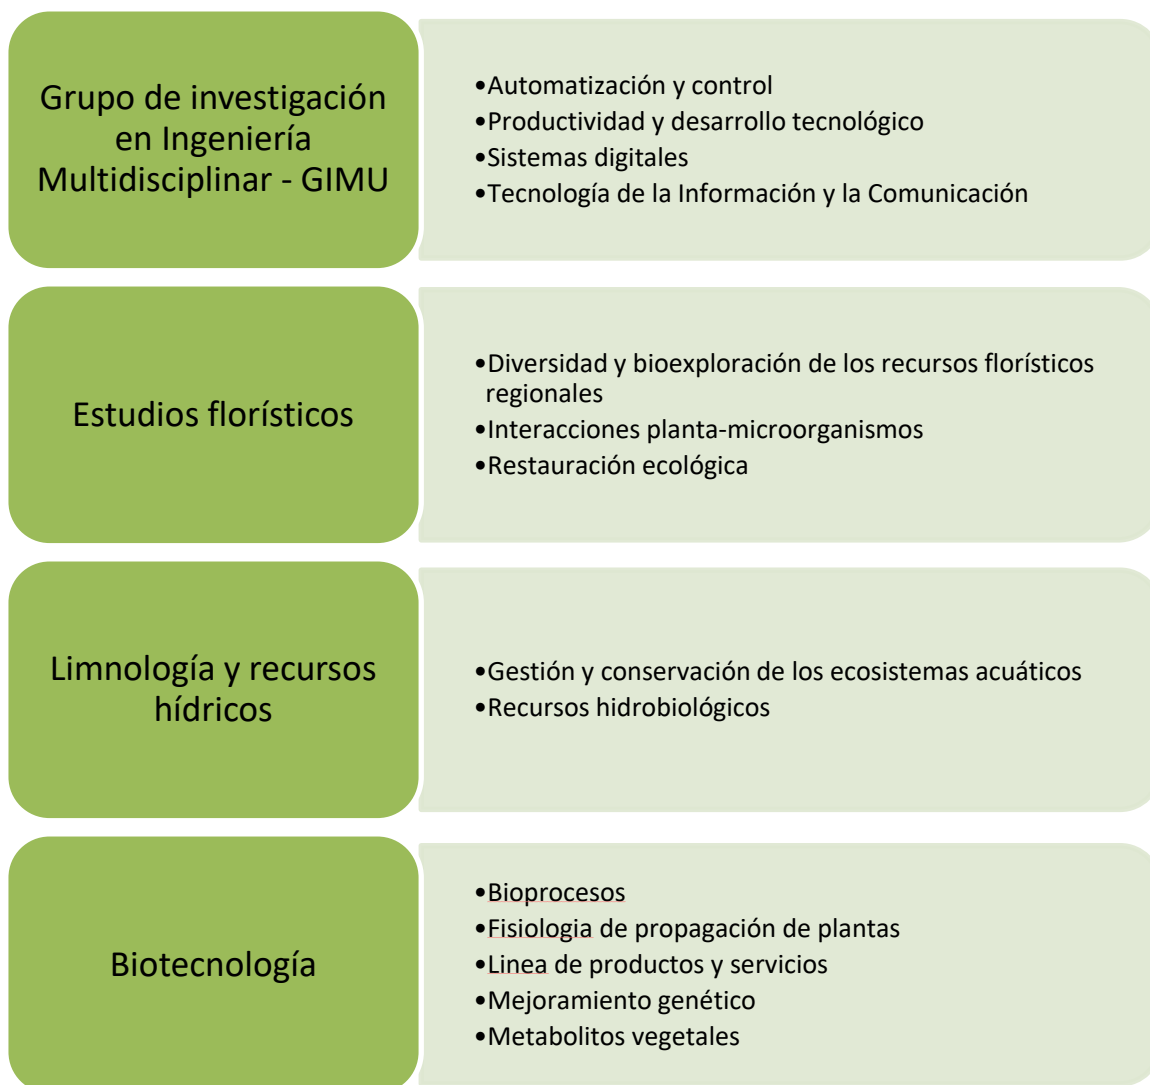 Grupo de investigación
en Ingeniería
Multidisciplinar - GIMU
•Automatización y control
•Productividad y desarrollo tecnológico
•Sistemas digitales
•Tecnología de la Información y la Comunicación
Estudios florísticos
•Diversidad y bioexploración de los recursos florísticos
regionales
•Interacciones planta-microorganismos
•Restauración ecológica
Limnología y recursos
hídricos
•Gestión y conservación de los ecosistemas acuáticos
•Recursos hidrobiológicos
Biotecnología
•Bioprocesos
•Fisiologia de propagación de plantas
•Linea de productos y servicios
•Mejoramiento genético
•Metabolitos vegetales